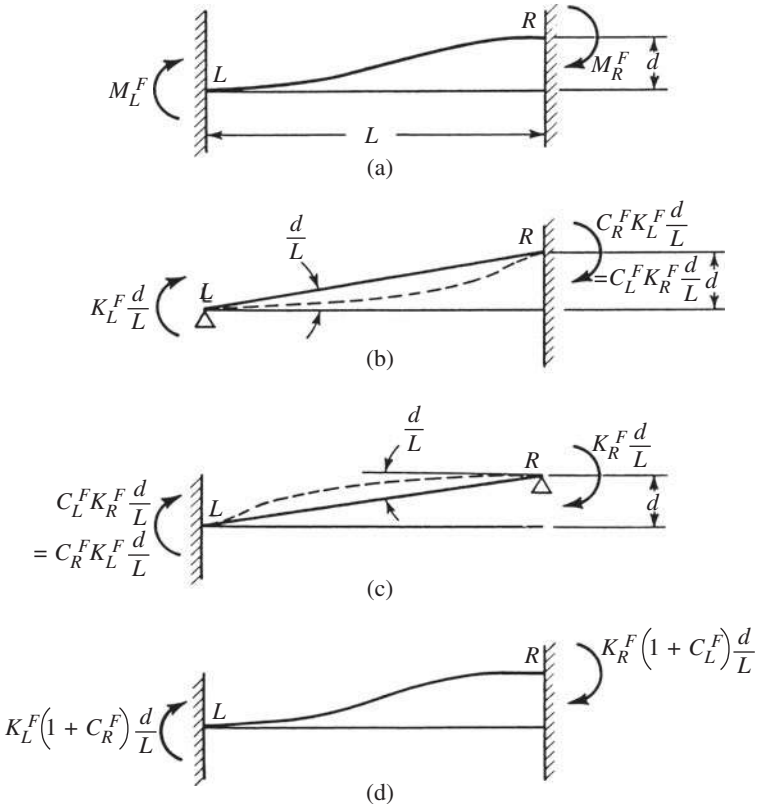 R
L
M_L^F
M_R^F
d
L
(a)
d/L
R
C_R^F K_L^F d/L
= C_L^F K_R^F d/L
d
L
K_L^F d/L
(b)
d/L
R
K_R^F d/L
d
C_L^F K_R^F d/L
= C_R^F K_L^F d/L
L
(c)
R
K_R^F (1 + C_L^F) d/L
L
K_L^F (1 + C_R^F) d/L
(d)